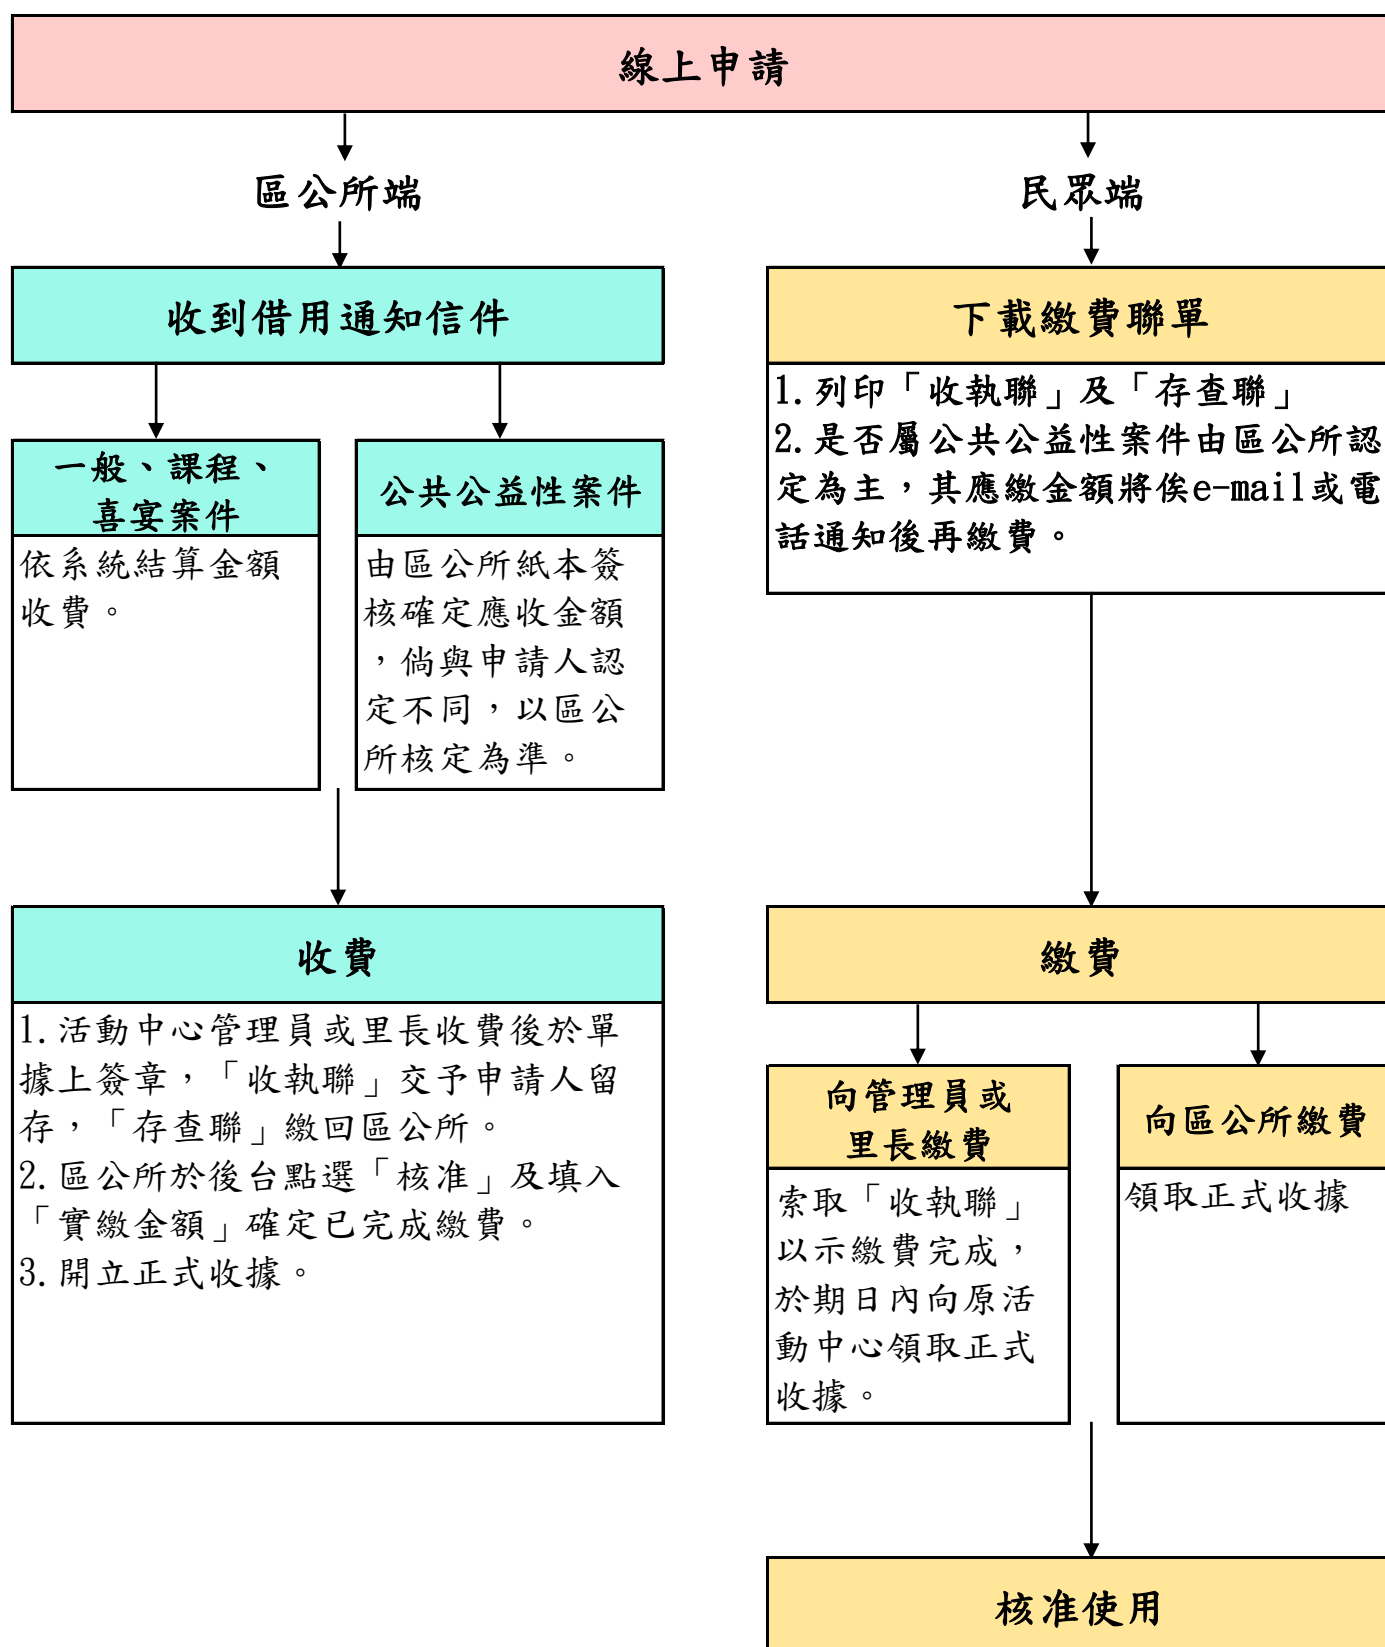 線上申請
區公所端
收到借用通知信件
一般、課程、
喜宴案件
依系統結算金額
收費。
公共公益性案件
由區公所紙本簽
核確定應收金額
，倘與申請人認
定不同，以區公
所核定為準。
收費
1.活動中心管理員或里長收費後於單
據上簽章，「收執聯」交予申請人留
存，「存查聯」繳回區公所。
2.區公所於後台點選「核准」及填入
「實繳金額」確定已完成繳費。
3.開立正式收據。
民眾端
下載繳費聯單
1.列印「收執聯」及「存查聯」
2.是否屬公共公益性案件由區公所認
定為主，其應繳金額將俟e-mail或電
話通知後再繳費。
繳費
向管理員或
里長繳費
索取「收執聯」
以示繳費完成，
於期日內向原活
動中心領取正式
收據。
向區公所繳費
領取正式收據
核准使用